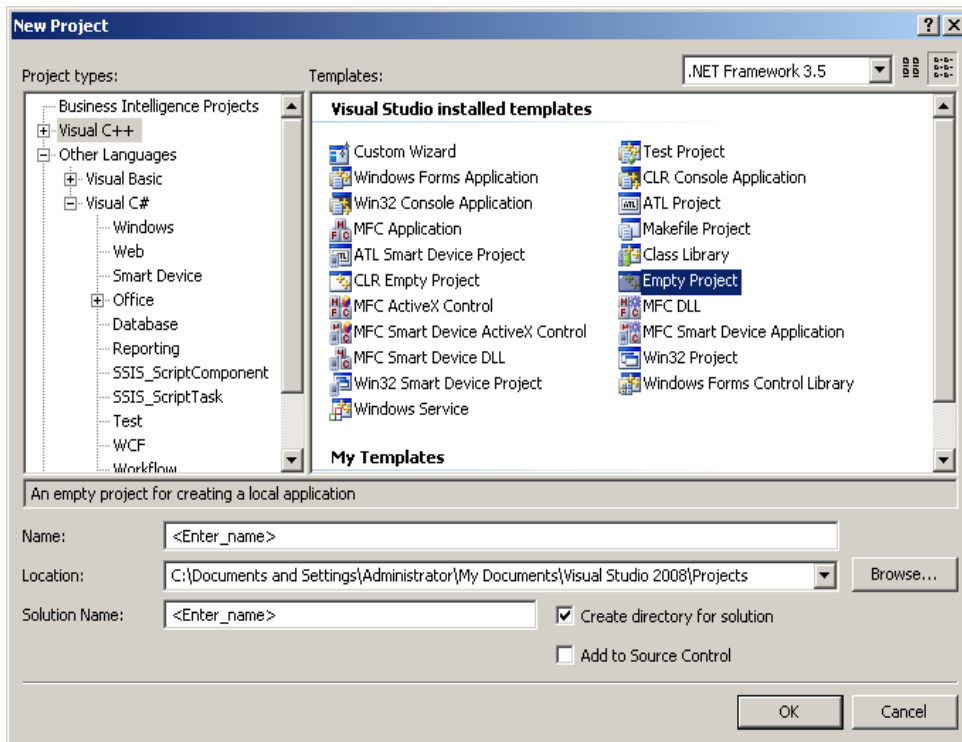 New Project
Project types:
Templates:
.NET Framework 3.5
Business Intelligence Projects
Visual C++
Other Languages
Visual Basic
Visual C#
Windows
Web
Smart Device
Office
Database
Reporting
SSIS_ScriptComponent
SSIS_ScriptTask
Test
WCF
Workflow
Visual Studio installed templates
Custom Wizard
Test Project
Windows Forms Application
CLR Console Application
Win32 Console Application
ATL Project
MFC Application
Makefile Project
ATL Smart Device Project
Class Library
CLR Empty Project
Empty Project
MFC ActiveX Control
MFC DLL
MFC Smart Device ActiveX Control
MFC Smart Device Application
MFC Smart Device DLL
Win32 Project
Win32 Smart Device Project
Windows Forms Control Library
Windows Service
My Templates
An empty project for creating a local application
Name:
<Enter_name>
Location:
C:\Documents and Settings\Administrator\My Documents\Visual Studio 2008\Projects
Browse...
Solution Name:
<Enter_name>
Create directory for solution
Add to Source Control
OK
Cancel